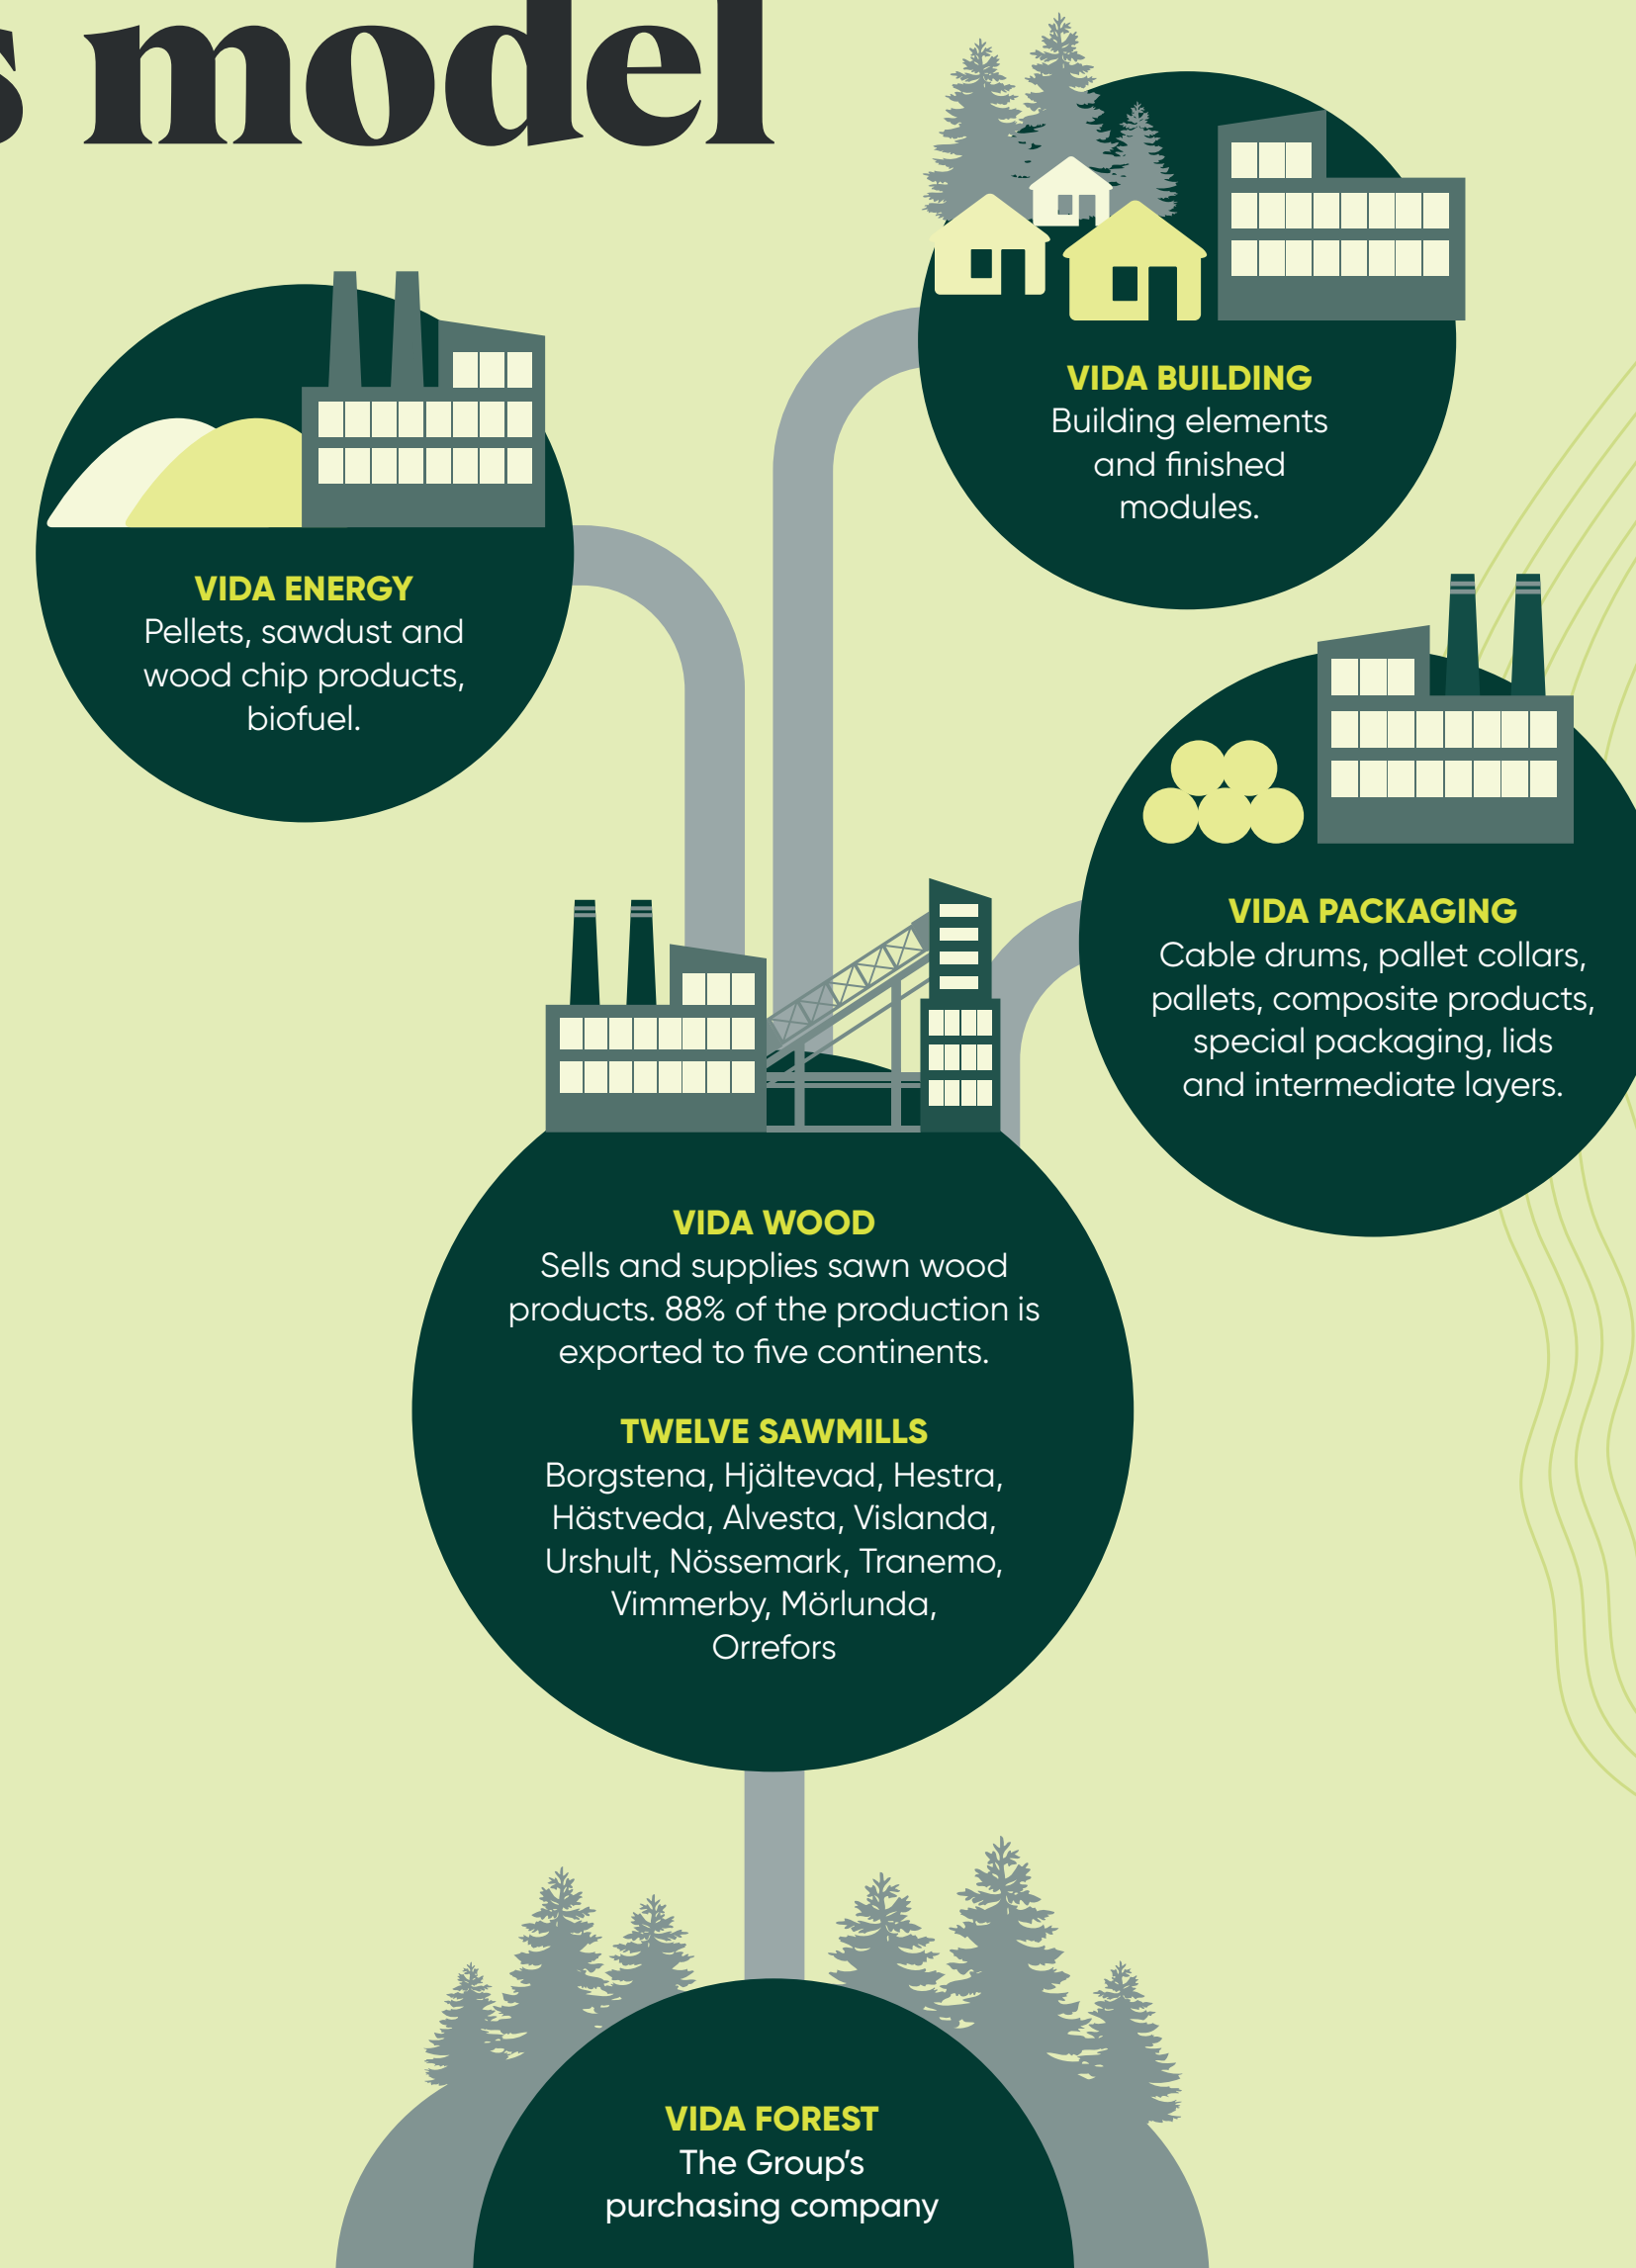 s model
VIDA BUILDING
Building elements
and finished
modules.
VIDA ENERGY
Pellets, sawdust and
wood chip products,
biofuel.
VIDA PACKAGING
Cable drums, pallet collars,
pallets, composite products,
special packaging, lids
and intermediate layers.
VIDA WOOD
Sells and supplies sawn wood
products. 88% of the production is
exported to five continents.
TWELVE SAWMILLS
Borgstena, Hjältevad, Hestra,
Hästveda, Alvesta, Vislanda,
Urshult, Nössemark, Tranemo,
Vimmerby, Mörlunda,
Orrefors
VIDA FOREST
The Group’s
purchasing company